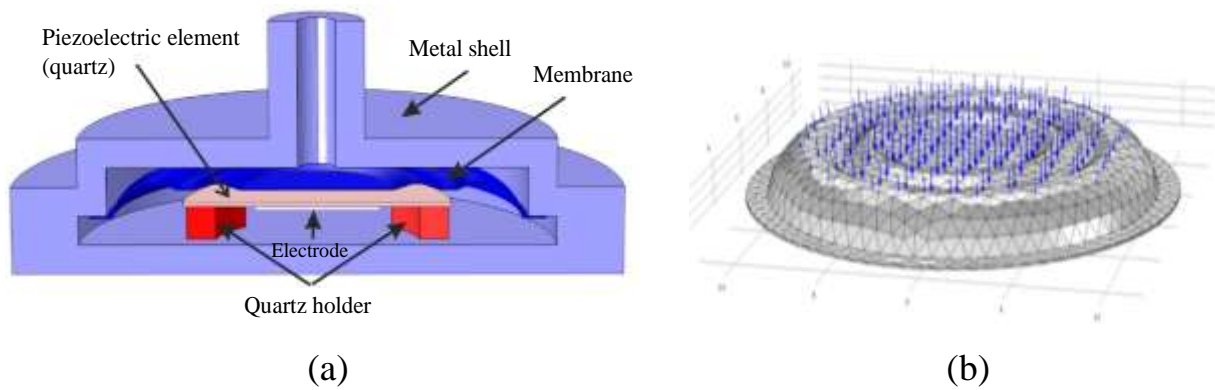 Piezoelectric element
(quartz)
Metal shell
Membrane
Electrode
Quartz holder
(a)
(b)